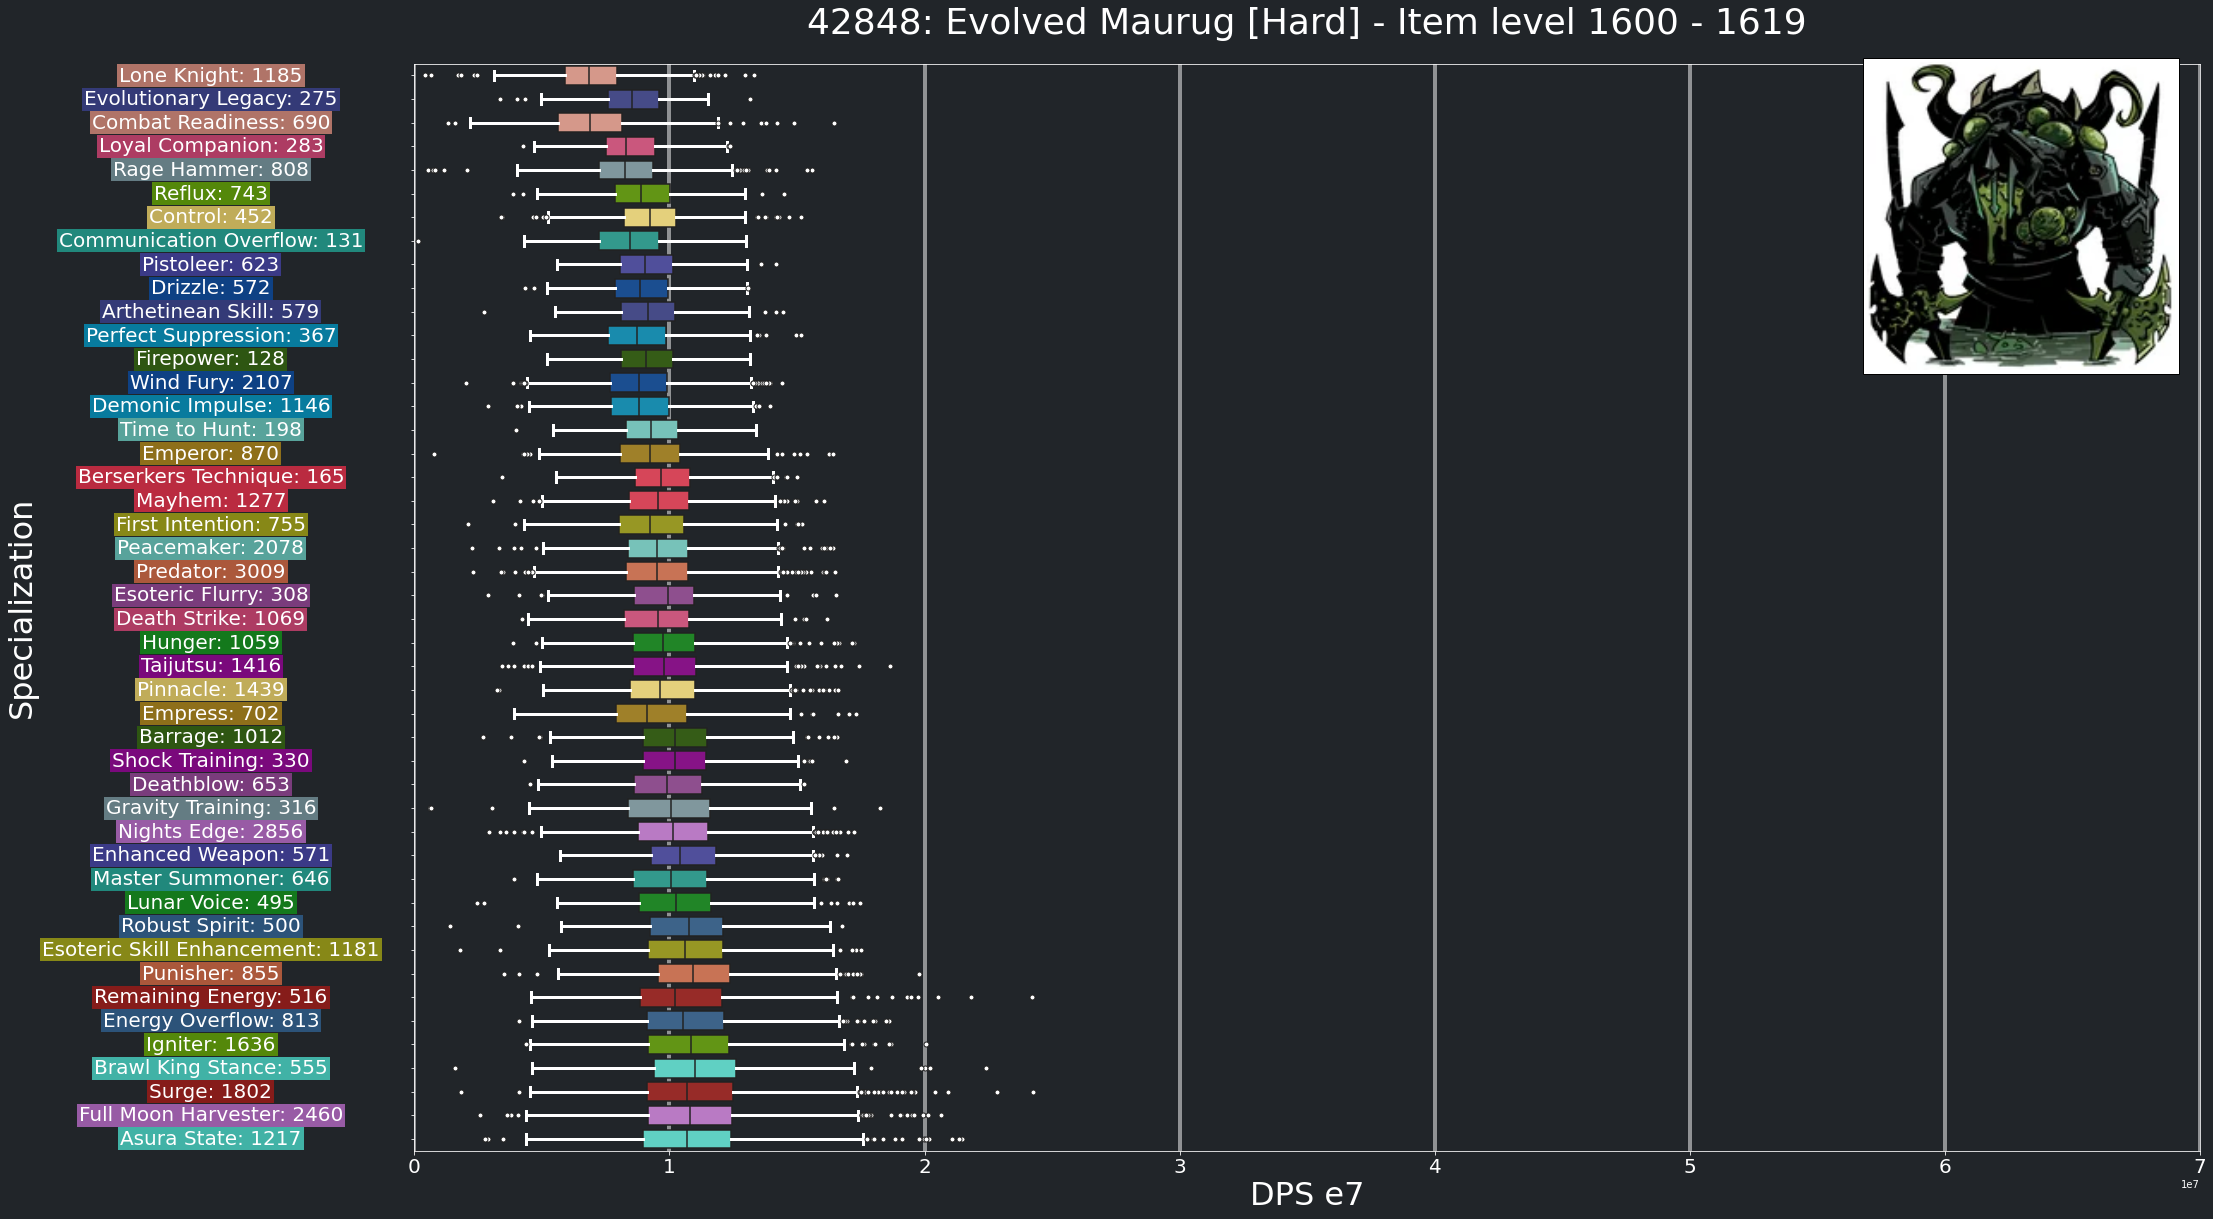 42848: Evolved Maurug [Hard] - Item level 1600 - 1619
Specialization
Lone Knight: 1185
Evolutionary Legacy: 275
Combat Readiness: 690
Loyal Companion: 283
Rage Hammer: 808
Reflux: 743
Control: 452
Communication Overflow: 131
Pistoleer: 623
Drizzle: 572
Arthetinean Skill: 579
Perfect Suppression: 367
Firepower: 128
Wind Fury: 2107
Demonic Impulse: 1146
Time to Hunt: 198
Emperor: 870
Berserkers Technique: 165
Mayhem: 1277
First Intention: 755
Peacemaker: 2078
Predator: 3009
Esoteric Flurry: 308
Death Strike: 1069
Hunger: 1059
Taijutsu: 1416
Pinnacle: 1439
Empress: 702
Barrage: 1012
Shock Training: 330
Deathblow: 653
Gravity Training: 316
Nights Edge: 2856
Enhanced Weapon: 571
Master Summoner: 646
Lunar Voice: 495
Robust Spirit: 500
Esoteric Skill Enhancement: 1181
Punisher: 855
Remaining Energy: 516
Energy Overflow: 813
Igniter: 1636
Brawl King Stance: 555
Surge: 1802
Full Moon Harvester: 2460
Asura State: 1217
0 1 2 3 4 5 6 7
1e7
DPS e7